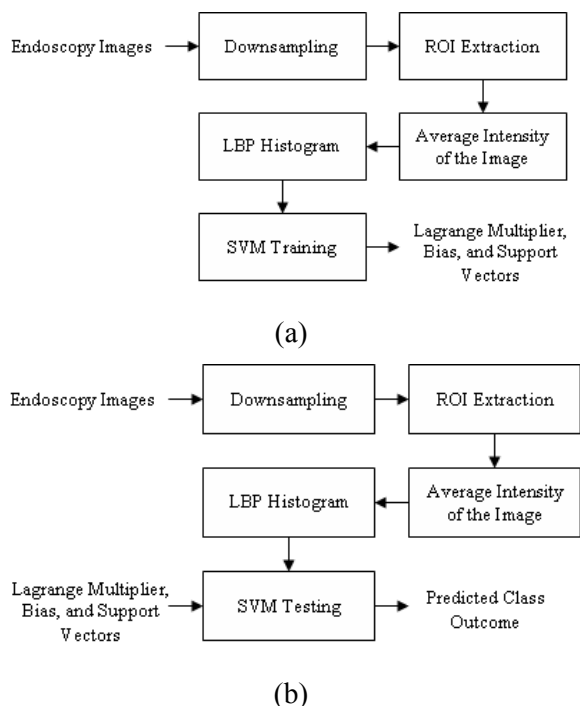 Endoscopy Images
Downsampling
ROI Extraction
LBP Histogram
Average Intensity
of the Image
SVM Training
Lagrange Multiplier,
Bias, and Support
Vectors
(a)
Endoscopy Images
Downsampling
ROI Extraction
LBP Histogram
Average Intensity
of the Image
Lagrange Multiplier,
Bias, and Support
Vectors
SVM Testing
Predicted Class
Outcome
(b)